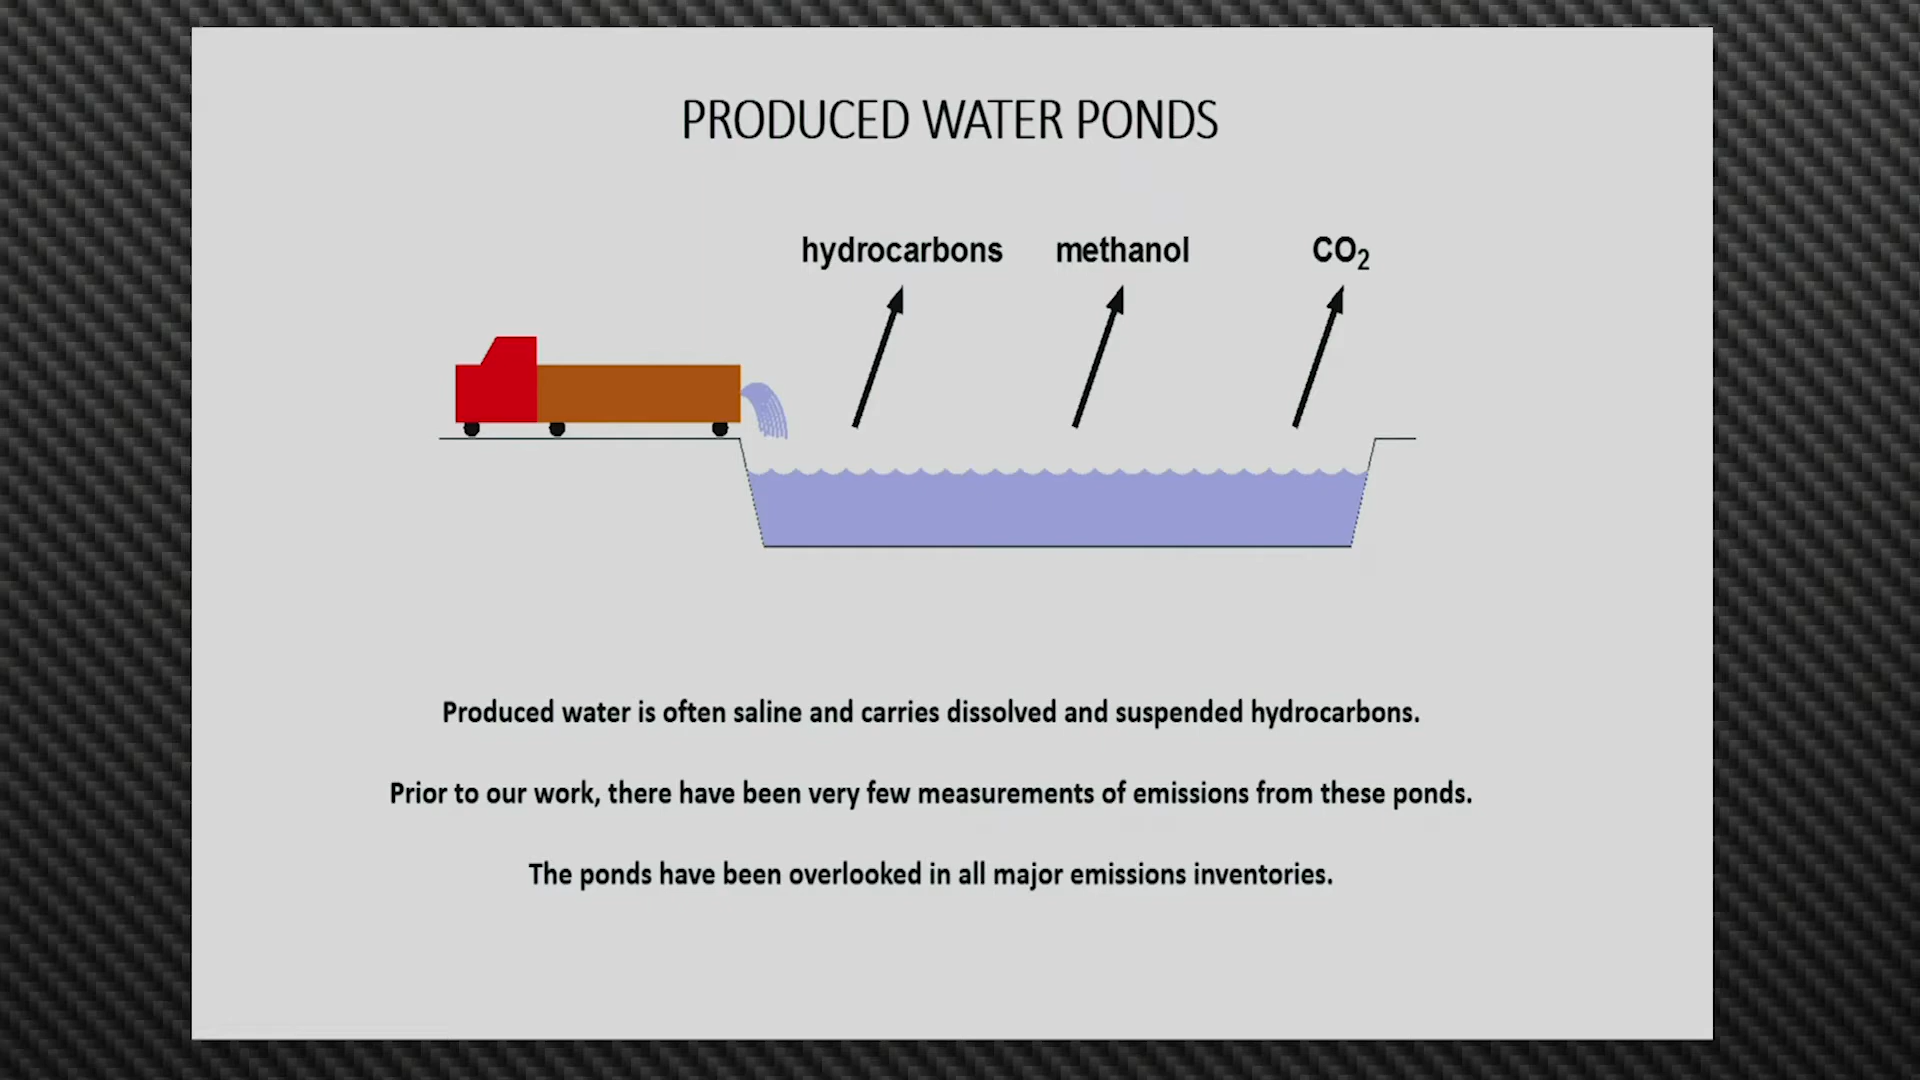 PRODUCED WATER PONDS
hydrocarbons methanol CO₂
Produced water is often saline and carries dissolved and suspended hydrocarbons.
Prior to our work, there have been very few measurements of emissions from these ponds.
The ponds have been overlooked in all major emissions inventories.